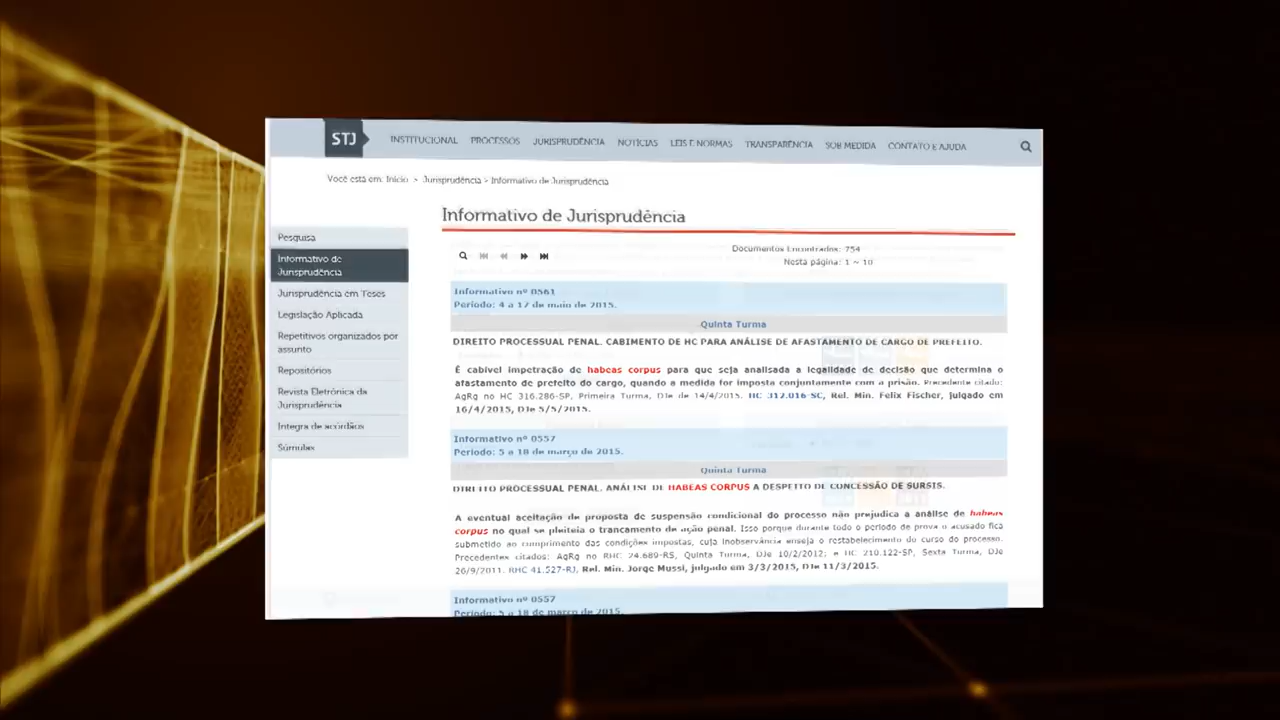 STJ INSTITUCIONAL PROCESSOS JURISPRUDÊNCIA NOTÍCIAS LEIS E NORMAS TRANSPARÊNCIA SOB MEDIDA CONTATO E AJUDA
Você está em: Início > Jurisprudência > Informativo de Jurisprudência
Informativo de Jurisprudência
Pesquisa
Informativo de
Jurisprudência
Jurisprudência em Teses
Legislação Aplicada
Repetitivos organizados por
assunto
Repositórios
Revista Eletrônica da
Jurisprudência
Íntegra de acórdãos
Súmulas
Documentos Encontrados: 754
Nesta página: 1 ~ 10
Informativo nº 0561
Período: 4 a 17 de maio de 2015.
Quinta Turma
DIREITO PROCESSUAL PENAL. CABIMENTO DE HC PARA ANÁLISE DE AFASTAMENTO DE CARGO DE PREFEITO.
É cabível impetração de habeas corpus para que seja analisada a legalidade de decisão que determina o
afastamento de prefeito do cargo, quando a medida for imposta conjuntamente com a prisão. Precedente citado:
AgRg no HC 316.286-SP, Primeira Turma, DJe de 14/4/2015. HC 312.016-SC, Rel. Min. Felix Fischer, julgado em
16/4/2015, DJe 5/5/2015.
Informativo nº 0557
Período: 5 a 18 de março de 2015.
Quinta Turma
DIREITO PROCESSUAL PENAL. ANÁLISE DE HABEAS CORPUS A DESPEITO DE CONCESSÃO DE SURSIS.
A eventual aceitação de proposta de suspensão condicional do processo não prejudica a análise de habeas
corpus no qual se pleiteia o trancamento de ação penal. Isso porque durante todo o período de prova o acusado fica
submetido ao cumprimento das condições impostas, cuja inobservância enseja o restabelecimento do curso do processo.
Precedentes citados: AgRg no RHC 24.689-RS, Quinta Turma, DJe 10/2/2012; e HC 210.122-SP, Sexta Turma, DJe
26/9/2011. RHC 41.527-RJ, Rel. Min. Jorge Mussi, julgado em 3/3/2015, DJe 11/3/2015.
Informativo nº 0557
Período: 5 a 18 de março de 2015.